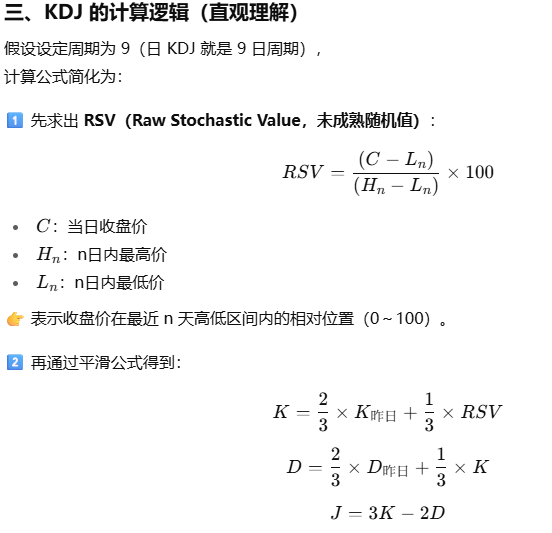 三、KDJ 的计算逻辑（直观理解）
假设设定周期为 9（日 KDJ 就是 9 日周期），
计算公式简化为：
1️⃣ 先求出 RSV（Raw Stochastic Value，未成熟随机值）：
RSV = \frac{(C - L_n)}{(H_n - L_n)} × 100
• C：当日收盘价
• H_n：n日内最高价
• L_n：n日内最低价
👉 表示收盘价在最近 n 天高低区间内的相对位置（0～100）。
2️⃣ 再通过平滑公式得到：
K = \frac{2}{3} × K_{昨日} + \frac{1}{3} × RSV
D = \frac{2}{3} × D_{昨日} + \frac{1}{3} × K
J = 3K − 2D